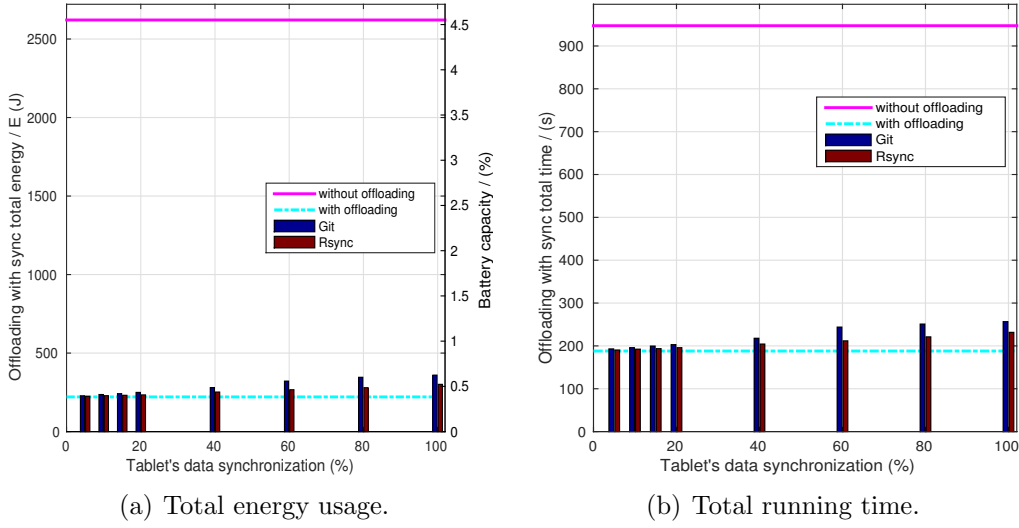 2500
2000
1500
1000
500
0
Offloading with sync total energy / E (J)
4.5
4
3.5
3
2.5
2
1.5
1
0.5
0
Battery capacity / (%)
without offloading
with offloading
Git
Rsync
0 20 40 60 80 100
Tablet's data synchronization (%)
(a) Total energy usage.
900
800
700
600
500
400
300
200
100
0
Offloading with sync total time / (s)
without offloading
with offloading
Git
Rsync
0 20 40 60 80 100
Tablet's data synchronization (%)
(b) Total running time.